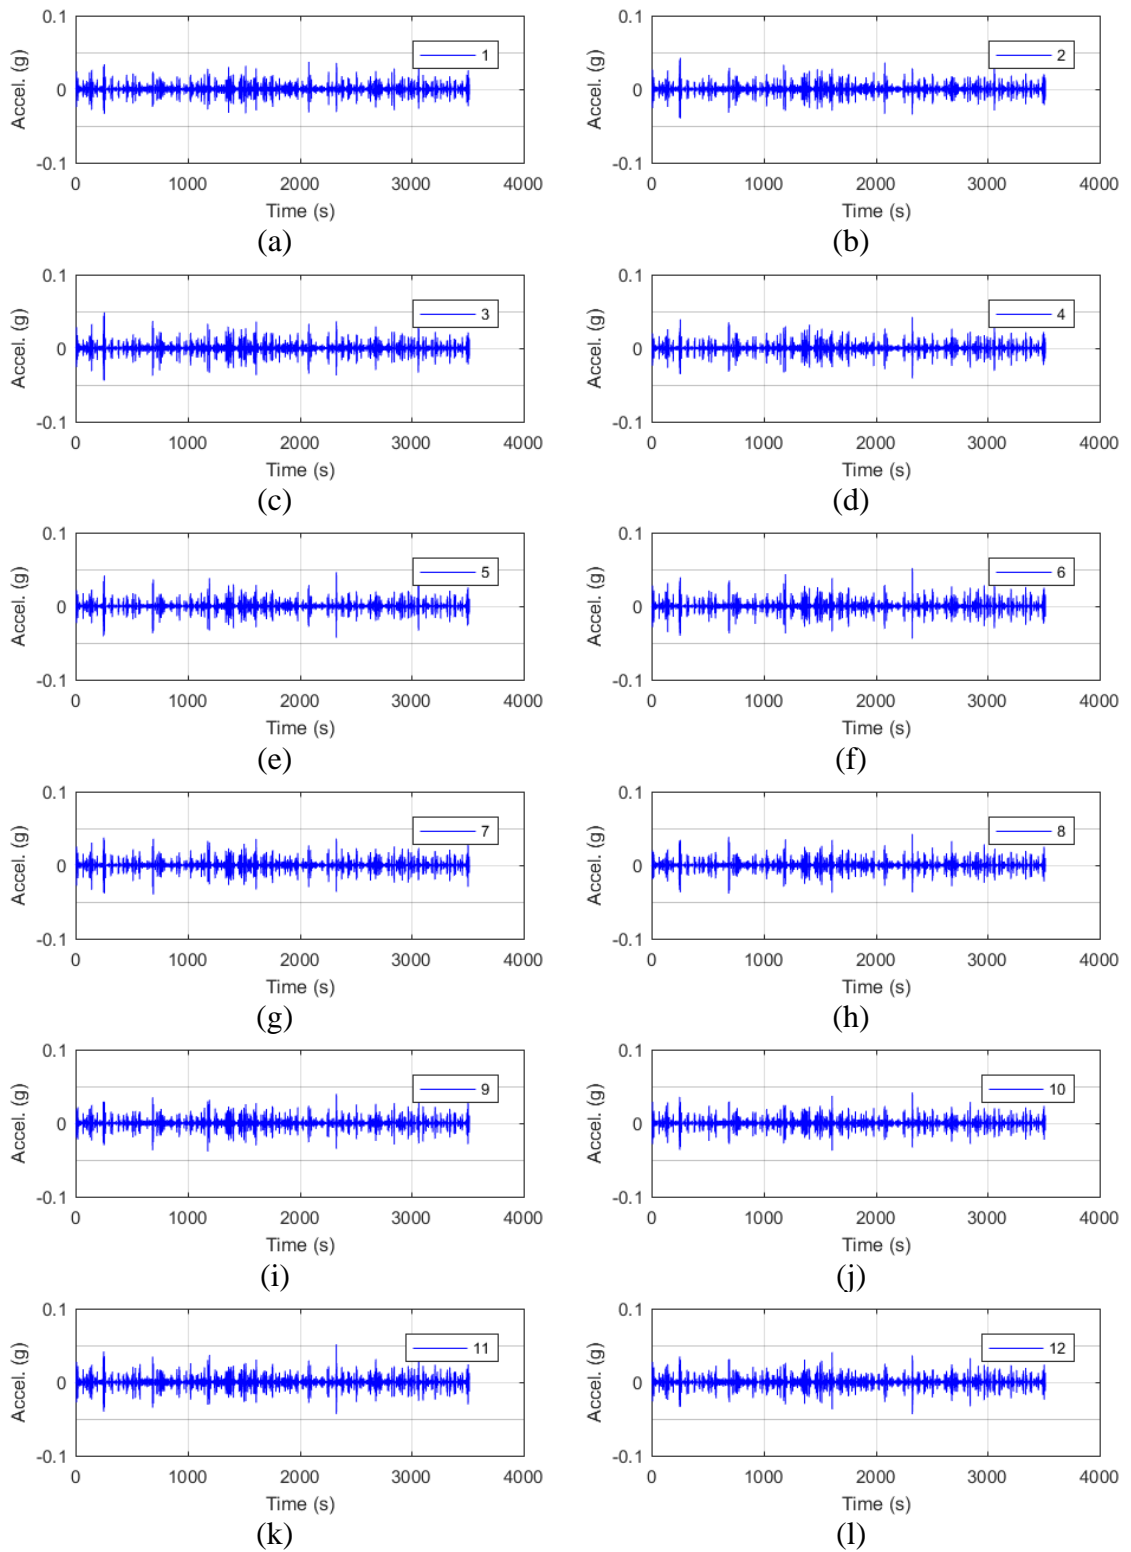 0.1 0.1
1 2
Accel. (g) 0 Accel. (g) 0
-0.1 -0.1
0 1000 2000 3000 4000 0 1000 2000 3000 4000
Time (s) Time (s)
(a) (b)
0.1 0.1
3 4
Accel. (g) 0 Accel. (g) 0
-0.1 -0.1
0 1000 2000 3000 4000 0 1000 2000 3000 4000
Time (s) Time (s)
(c) (d)
0.1 0.1
5 6
Accel. (g) 0 Accel. (g) 0
-0.1 -0.1
0 1000 2000 3000 4000 0 1000 2000 3000 4000
Time (s) Time (s)
(e) (f)
0.1 0.1
7 8
Accel. (g) 0 Accel. (g) 0
-0.1 -0.1
0 1000 2000 3000 4000 0 1000 2000 3000 4000
Time (s) Time (s)
(g) (h)
0.1 0.1
9 10
Accel. (g) 0 Accel. (g) 0
-0.1 -0.1
0 1000 2000 3000 4000 0 1000 2000 3000 4000
Time (s) Time (s)
(i) (j)
0.1 0.1
11 12
Accel. (g) 0 Accel. (g) 0
-0.1 -0.1
0 1000 2000 3000 4000 0 1000 2000 3000 4000
Time (s) Time (s)
(k) (l)